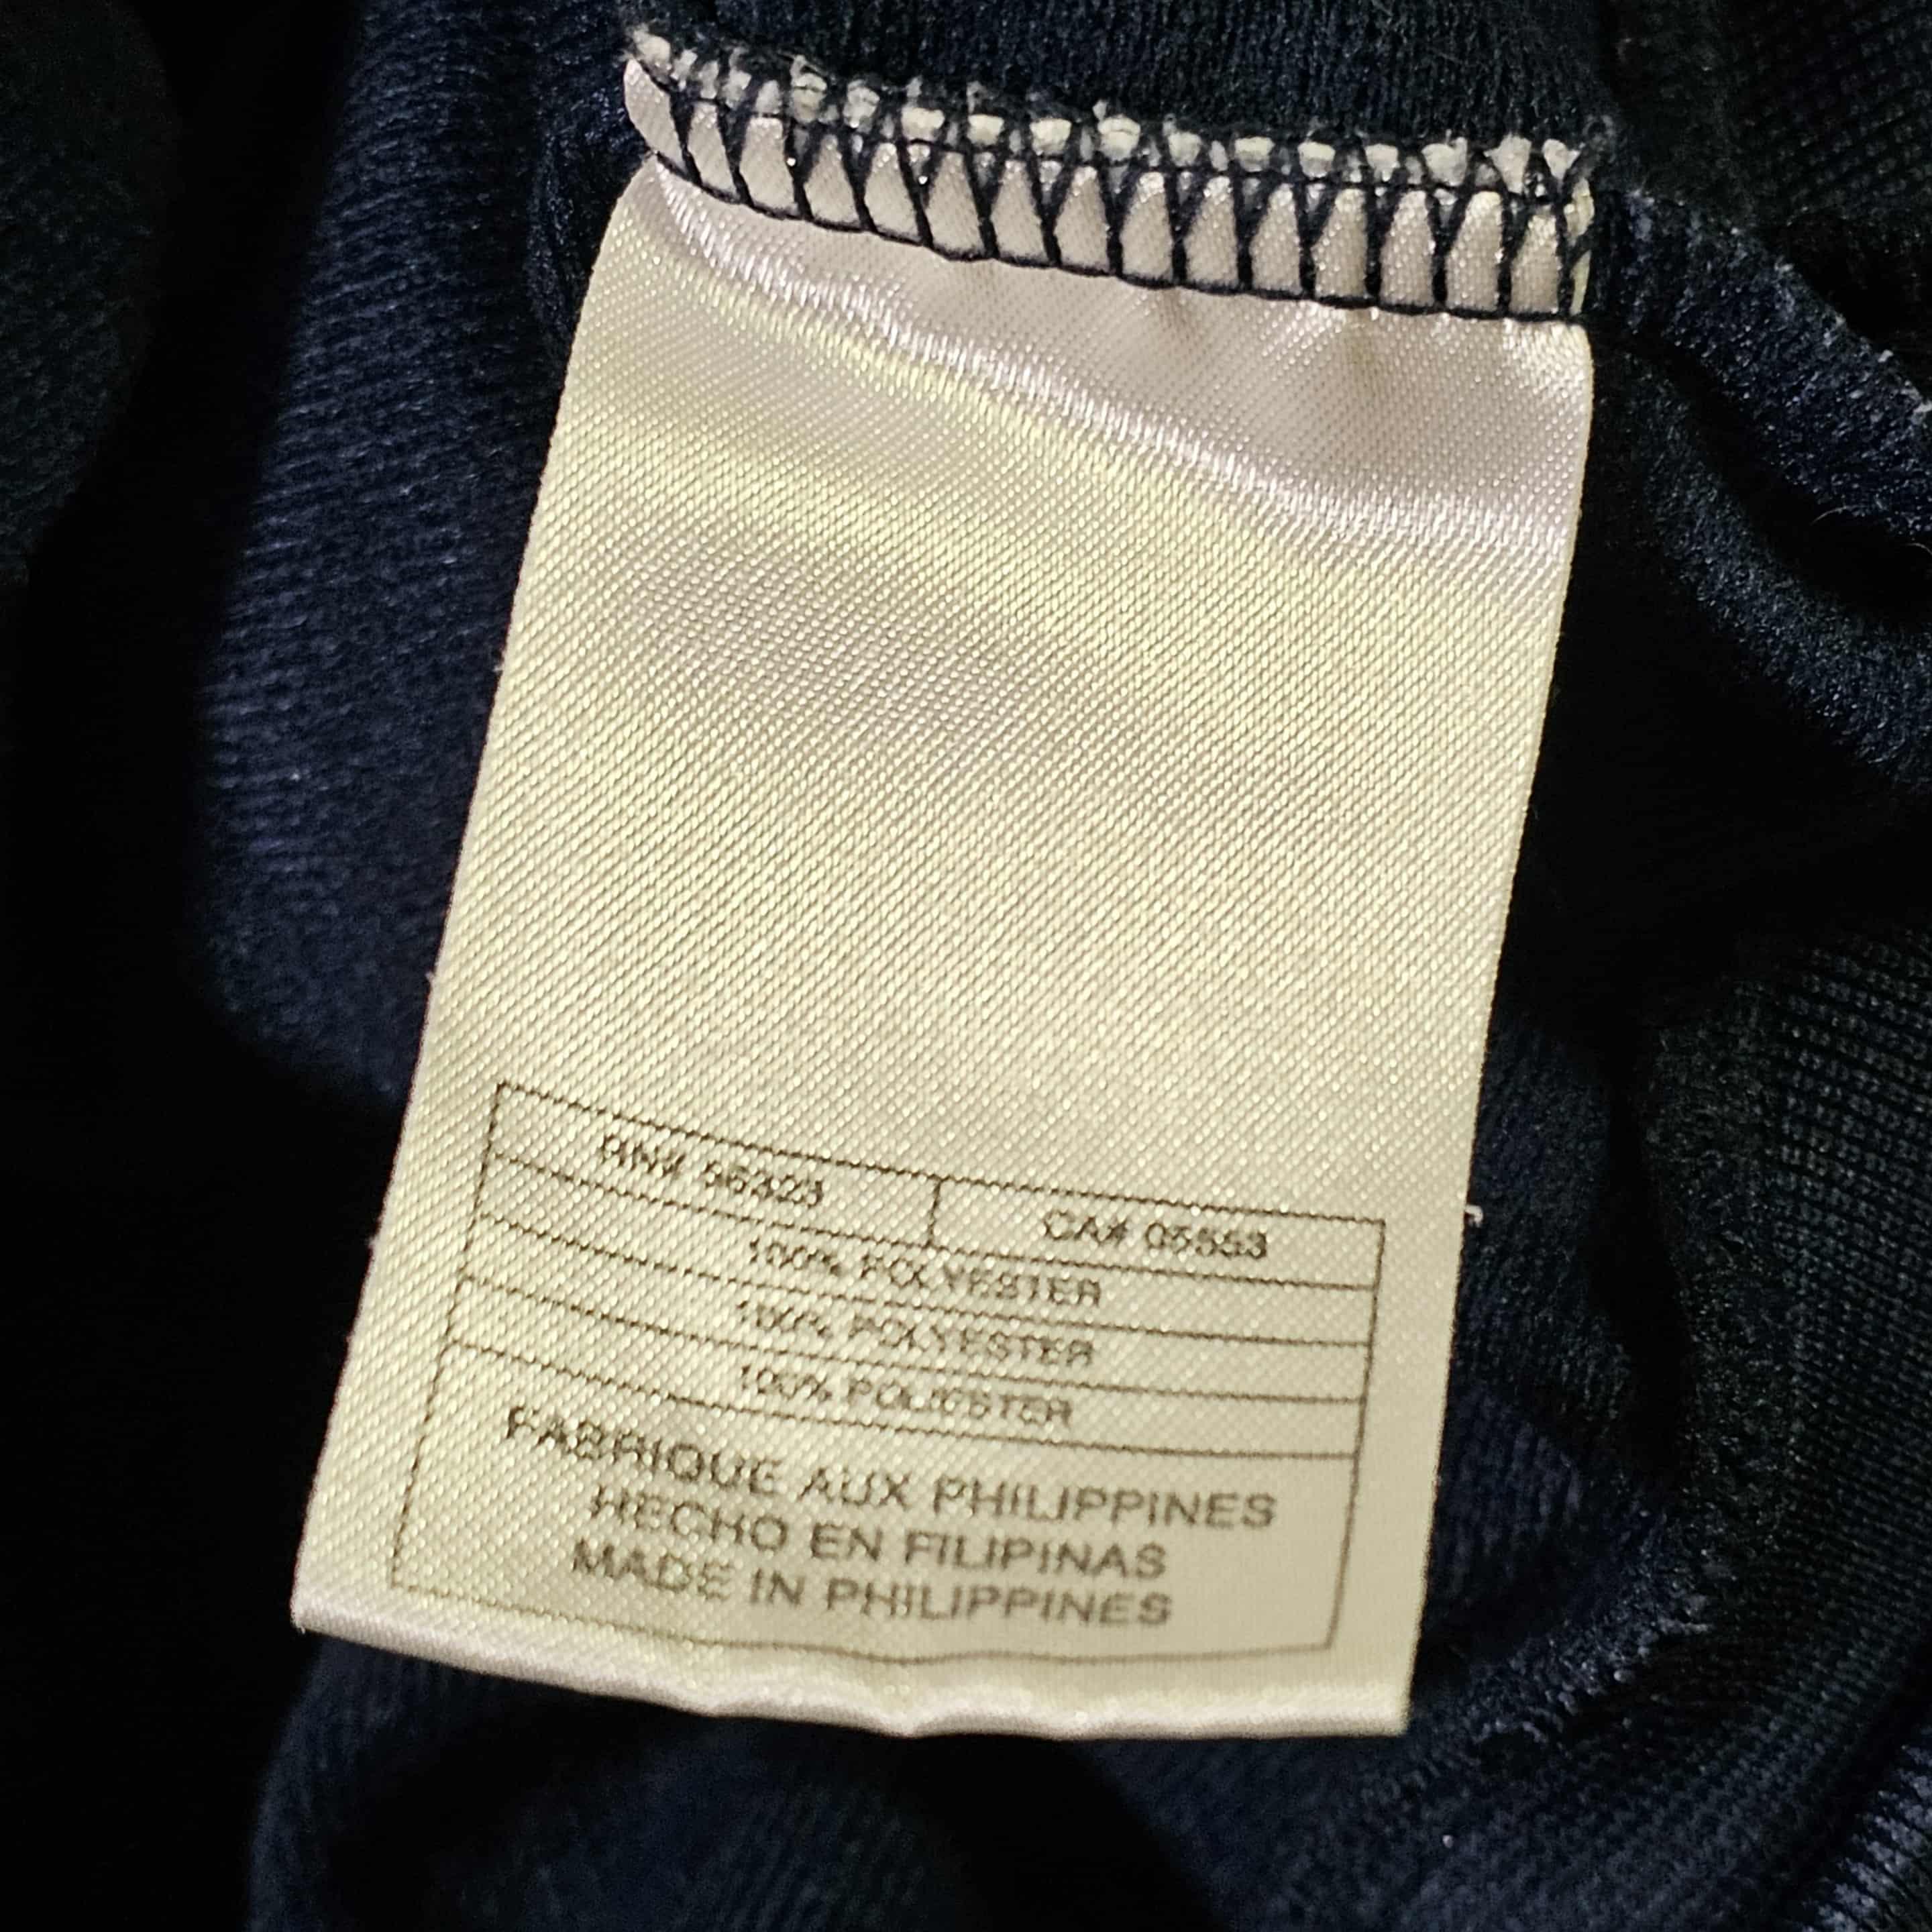 RN# 56323 CA# 05553
100% POLYESTER
100% POLYESTER
100% POLIESTER
FABRIQUE AUX PHILIPPINES
HECHO EN FILIPINAS
MADE IN PHILIPPINES